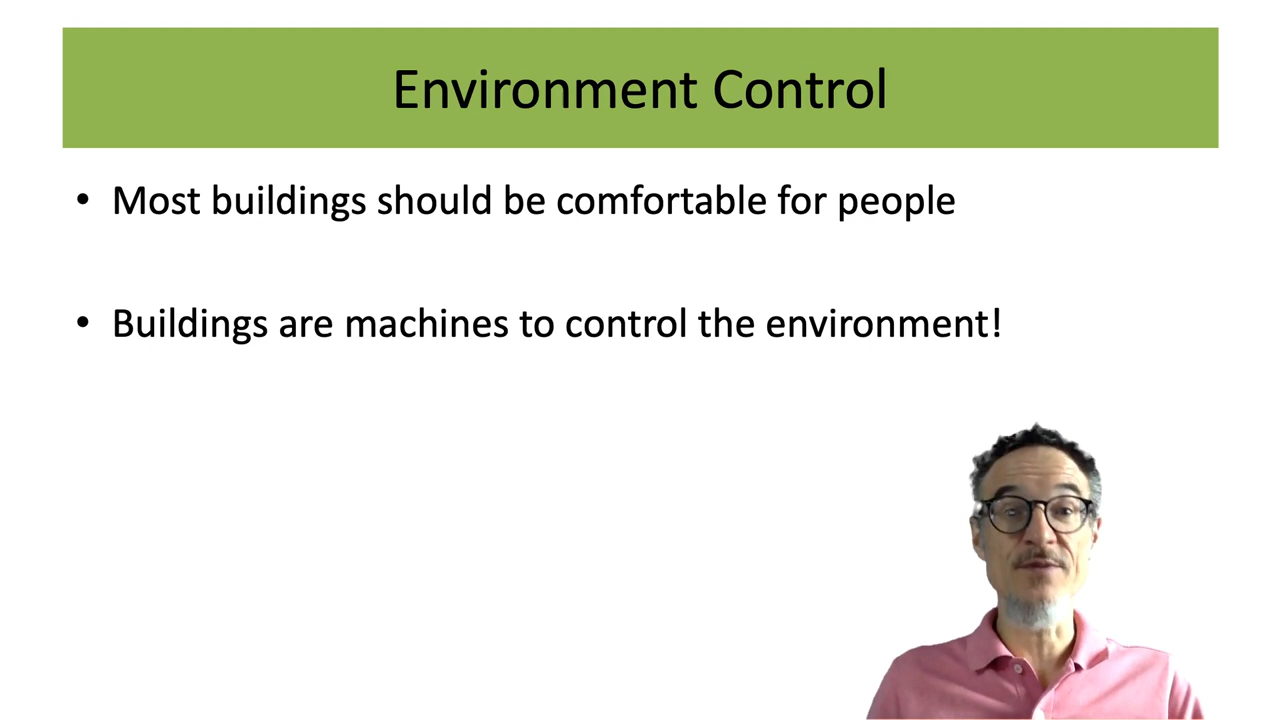 Environment Control
• Most buildings should be comfortable for people
• Buildings are machines to control the environment!